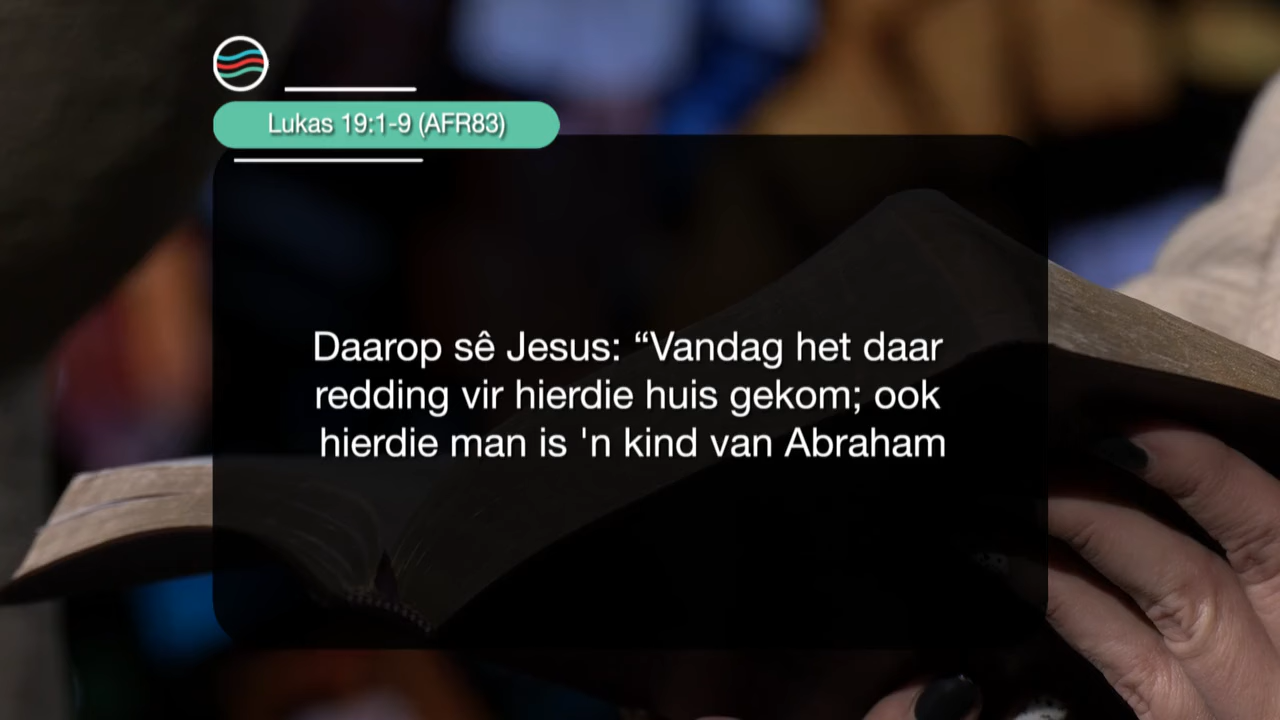 Lukas 19:1-9 (AFR83)
Daarop sê Jesus: “Vandag het daar
redding vir hierdie huis gekom; ook
hierdie man is 'n kind van Abraham